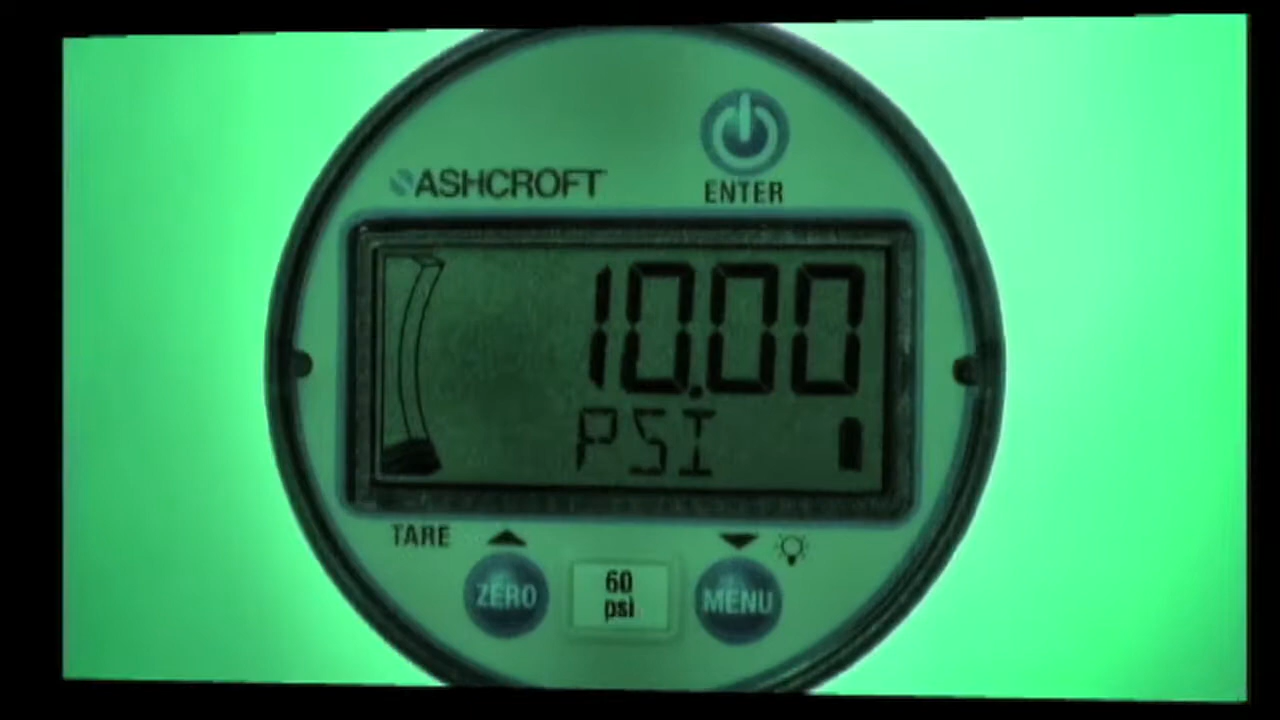 ASHCROFT
ENTER
10.00
PSI
TARE
ZERO
60
psi
MENU